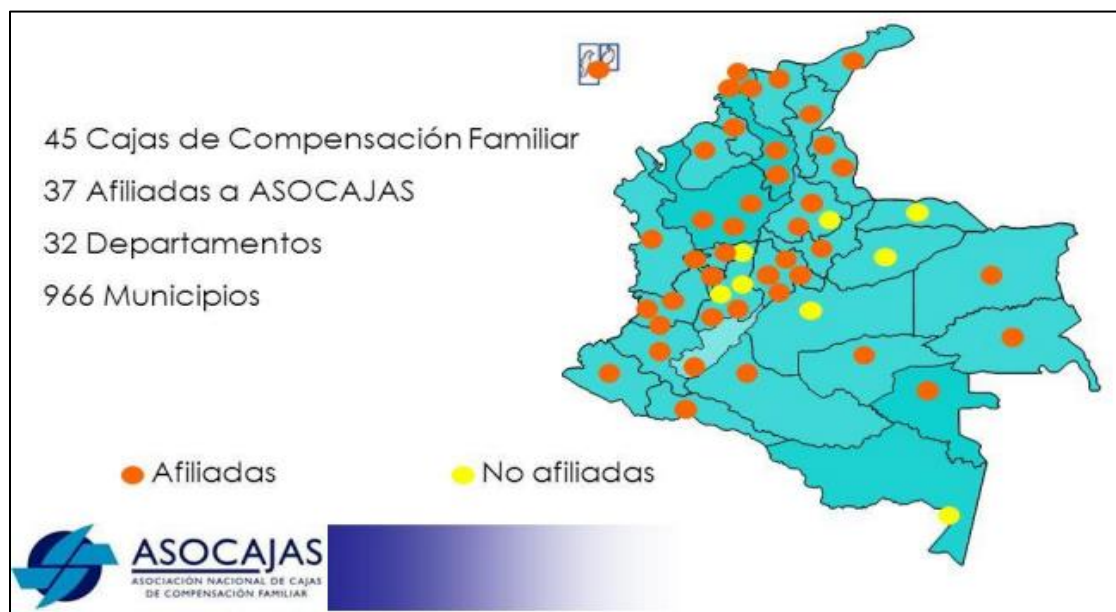 45 Cajas de Compensación Familiar
37 Afiliadas a ASOCAJAS
32 Departamentos
966 Municipios
Afiliadas
No afiliadas
ASOCAJAS
ASOCIACIÓN NACIONAL DE CAJAS
DE COMPENSACIÓN FAMILIAR